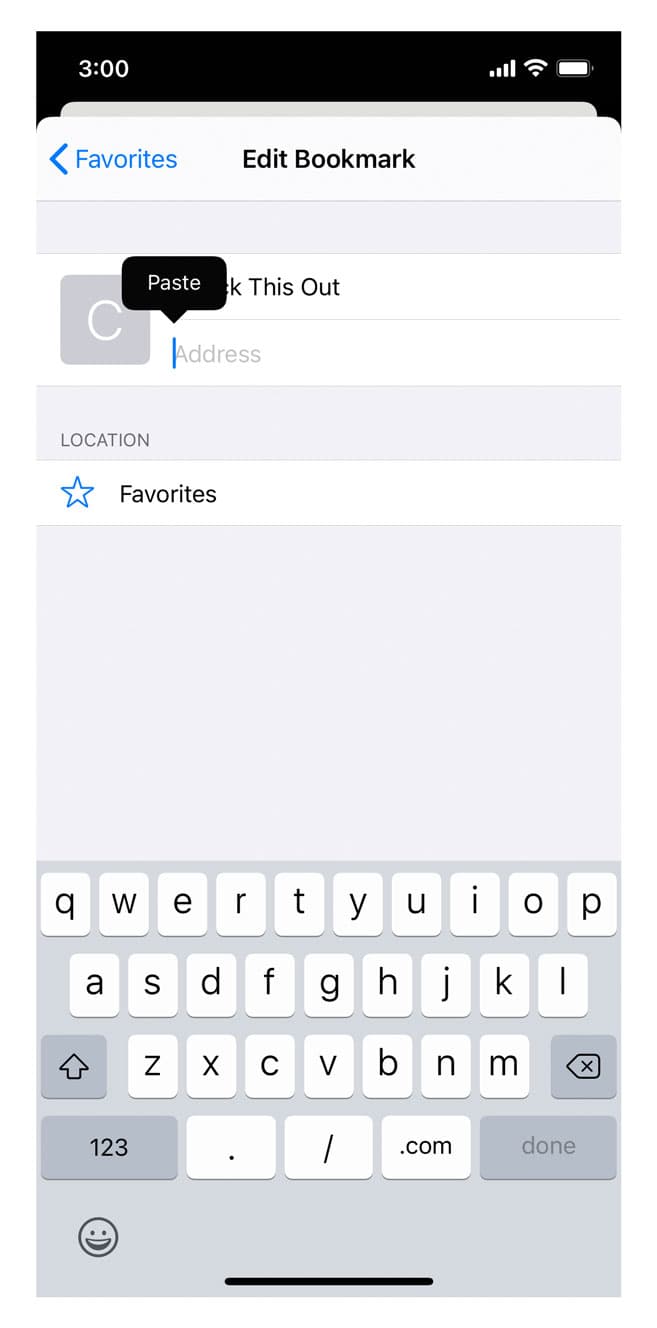 3:00
Favorites
Edit Bookmark
Paste
k This Out
C
Address
LOCATION
Favorites
q w e r t y u i o p
a s d f g h j k l
z x c v b n m
123 . / .com done